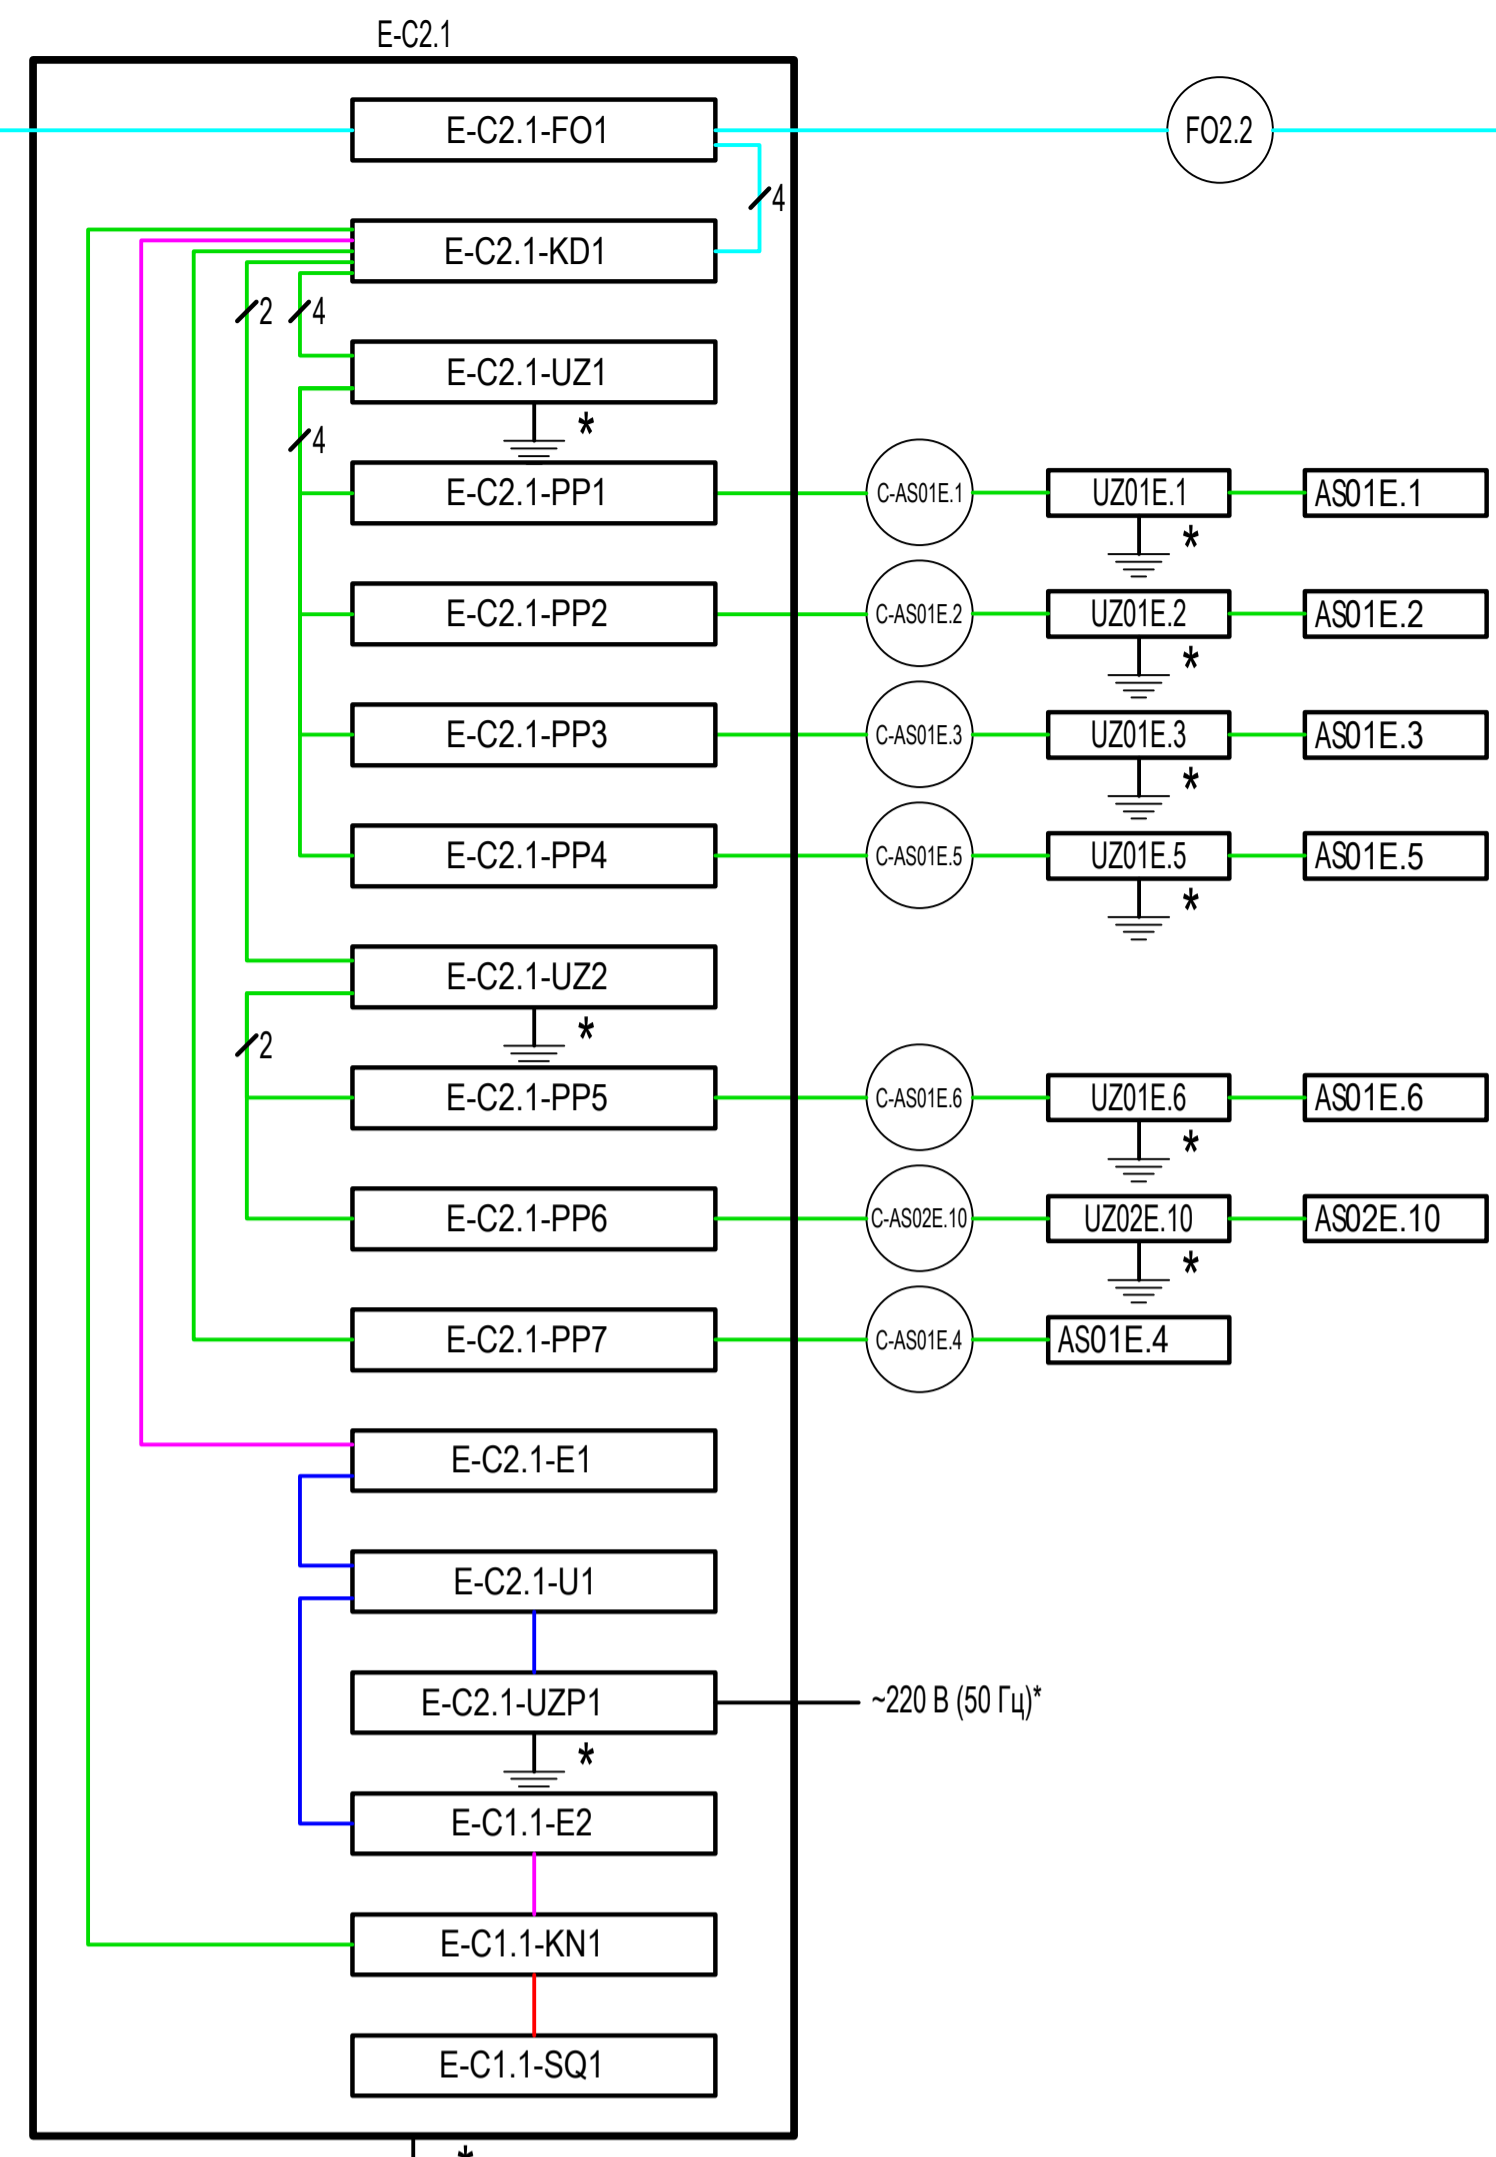 E-C2.1
E-C2.1-FO1
FO2.2
4
E-C2.1-KD1
2
4
E-C2.1-UZ1
*
4
E-C2.1-PP1
C-AS01E.1
UZ01E.1
AS01E.1
*
E-C2.1-PP2
C-AS01E.2
UZ01E.2
AS01E.2
*
E-C2.1-PP3
C-AS01E.3
UZ01E.3
AS01E.3
*
E-C2.1-PP4
C-AS01E.5
UZ01E.5
AS01E.5
*
E-C2.1-UZ2
*
2
E-C2.1-PP5
C-AS01E.6
UZ01E.6
AS01E.6
*
E-C2.1-PP6
C-AS02E.10
UZ02E.10
AS02E.10
*
E-C2.1-PP7
C-AS01E.4
AS01E.4
E-C2.1-E1
E-C2.1-U1
E-C2.1-UZP1
~220 В (50 Гц)*
*
E-C1.1-E2
E-C1.1-KN1
E-C1.1-SQ1
*